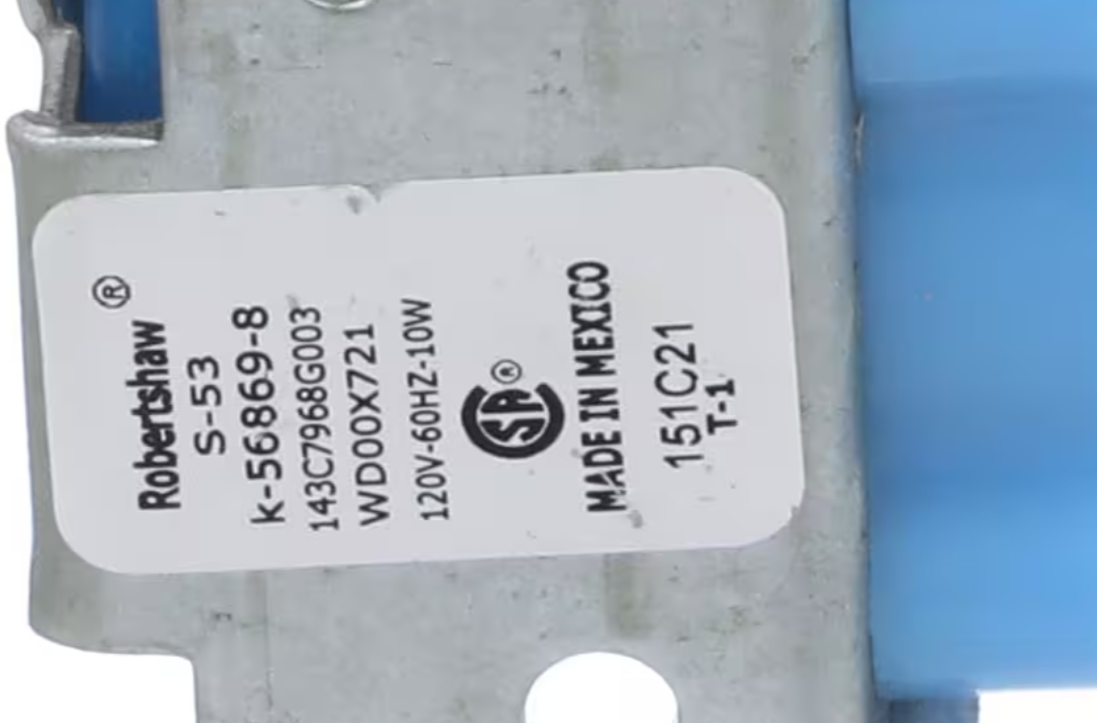 Robertshaw®
S-53
K-56869-8
143C7968G003
WD00X721
120V-60HZ-10W
SA®
MADE IN MEXICO
151C21
T-1